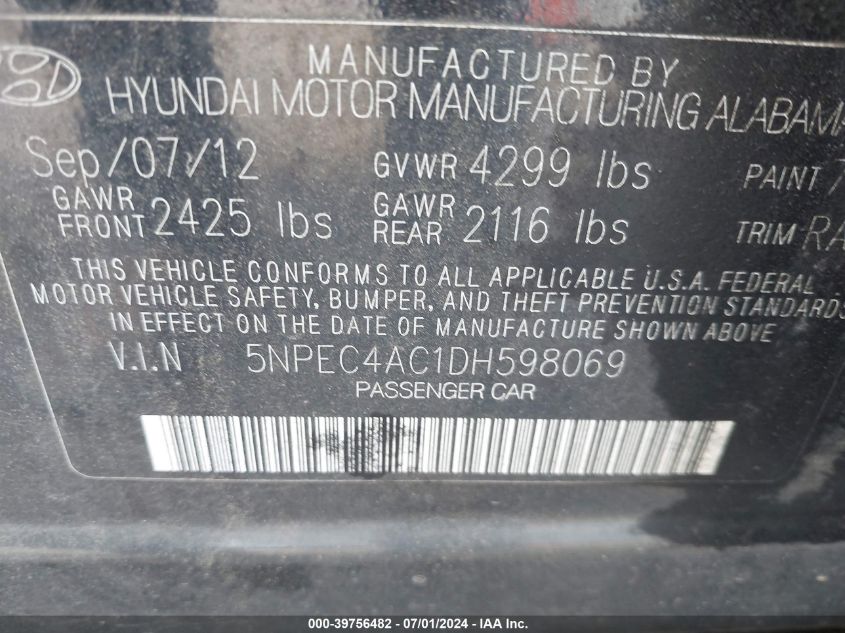 MANUFACTURED BY
HYUNDAI MOTOR MANUFACTURING ALABAMA
Sep/07/12 GVWR 4299 lbs PAINT
GAWR FRONT 2425 lbs GAWR REAR 2116 lbs TRIM RA
THIS VEHICLE CONFORMS TO ALL APPLICABLE U.S.A. FEDERAL
MOTOR VEHICLE SAFETY, BUMPER, AND THEFT PREVENTION STANDARDS
IN EFFECT ON THE DATE OF MANUFACTURE SHOWN ABOVE
V.I.N 5NPEC4AC1DH598069
PASSENGER CAR
000-39756482 - 07/01/2024 - IAA Inc.